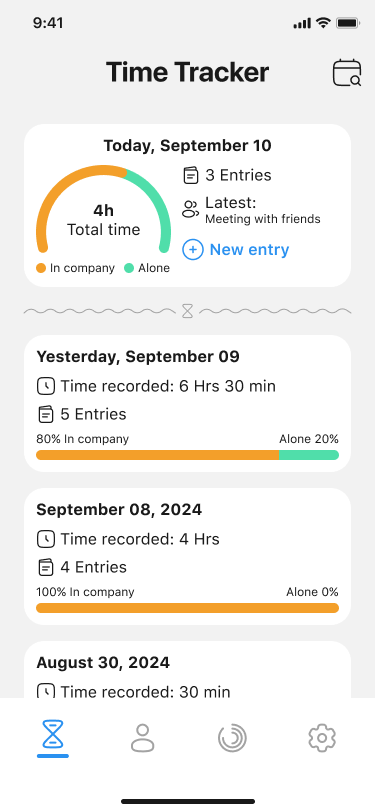 9:41
Time Tracker
Today, September 10
4h
Total time
In company
Alone
3 Entries
Latest:
Meeting with friends
New entry
Yesterday, September 09
Time recorded: 6 Hrs 30 min
5 Entries
80% In company
Alone 20%
September 08, 2024
Time recorded: 4 Hrs
4 Entries
100% In company
Alone 0%
August 30, 2024
Time recorded: 30 min